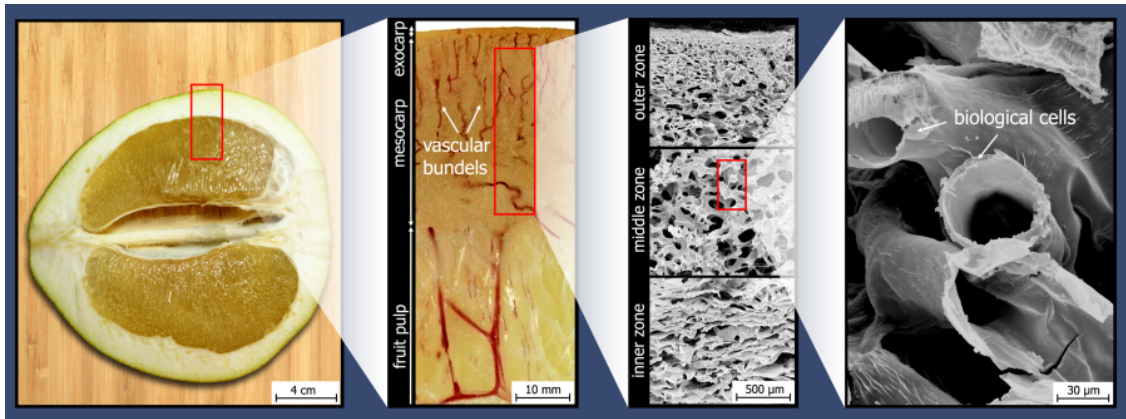 exocarp
mesocarp
fruit pulp
vascular
bundels
outer zone
middle zone
inner zone
biological cells
4 cm
10 mm
500 µm
30 µm